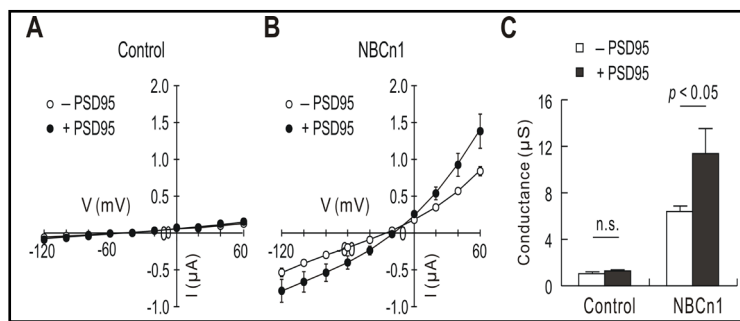 A
Control
– PSD95
+ PSD95
2.0
1.5
1.0
0.5
V (mV)
-120
-60
0
60
-0.5
-1.0
I (µA)
B
NBCn1
– PSD95
+ PSD95
2.0
1.5
1.0
0.5
V (mV)
-120
-60
0
60
-0.5
-1.0
I (µA)
C
– PSD95
+ PSD95
Conductance (µS)
16
12
8
4
0
p < 0.05
n.s.
Control
NBCn1